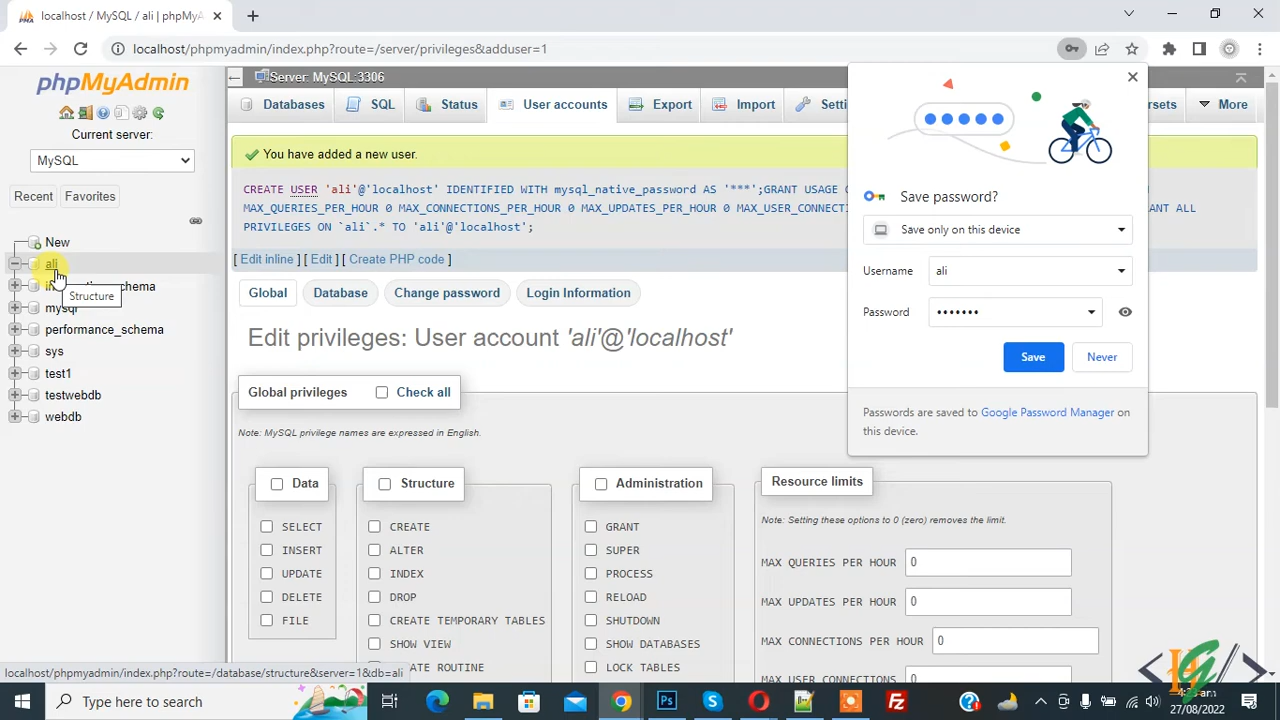 localhost / MySQL / ali | phpMyA
localhost/phpmyadmin/index.php?route=/server/privileges&adduser=1
phpMyAdmin
Current server:
MySQL
Recent
Favorites
New
ali
Structure
mysql
performance_schema
sys
test1
testwebdb
webdb
Server: MySQL:3306
Databases
SQL
Status
User accounts
Export
Import
More
You have added a new user.
CREATE USER 'ali'@'localhost' IDENTIFIED WITH mysql_native_password AS '***';GRANT USAGE
MAX_QUERIES_PER_HOUR 0 MAX_CONNECTIONS_PER_HOUR 0 MAX_UPDATES_PER_HOUR 0 ALL
PRIVILEGES ON `ali`.* TO 'ali'@'localhost';
[ Edit inline ] [ Edit ] [ Create PHP code ]
Global
Database
Change password
Login Information
Edit privileges: User account 'ali'@'localhost'
Global privileges
Check all
Note: MySQL privilege names are expressed in English.
Data
SELECT
INSERT
UPDATE
DELETE
FILE
Structure
CREATE
ALTER
INDEX
DROP
CREATE TEMPORARY TABLES
SHOW VIEW
Administration
GRANT
SUPER
PROCESS
RELOAD
SHUTDOWN
SHOW DATABASES
LOCK TABLES
Resource limits
Note: Setting these options to 0 (zero) removes the limit.
MAX QUERIES PER HOUR 0
MAX UPDATES PER HOUR 0
MAX CONNECTIONS PER HOUR 0
Save password?
Save only on this device
Username ali
Password •••••••
Save
Never
Passwords are saved to Google Password Manager on
this device.
localhost/phpmyadmin/index.php?route=/database/structure&server=1&db=ali
Type here to search
27/08/2022